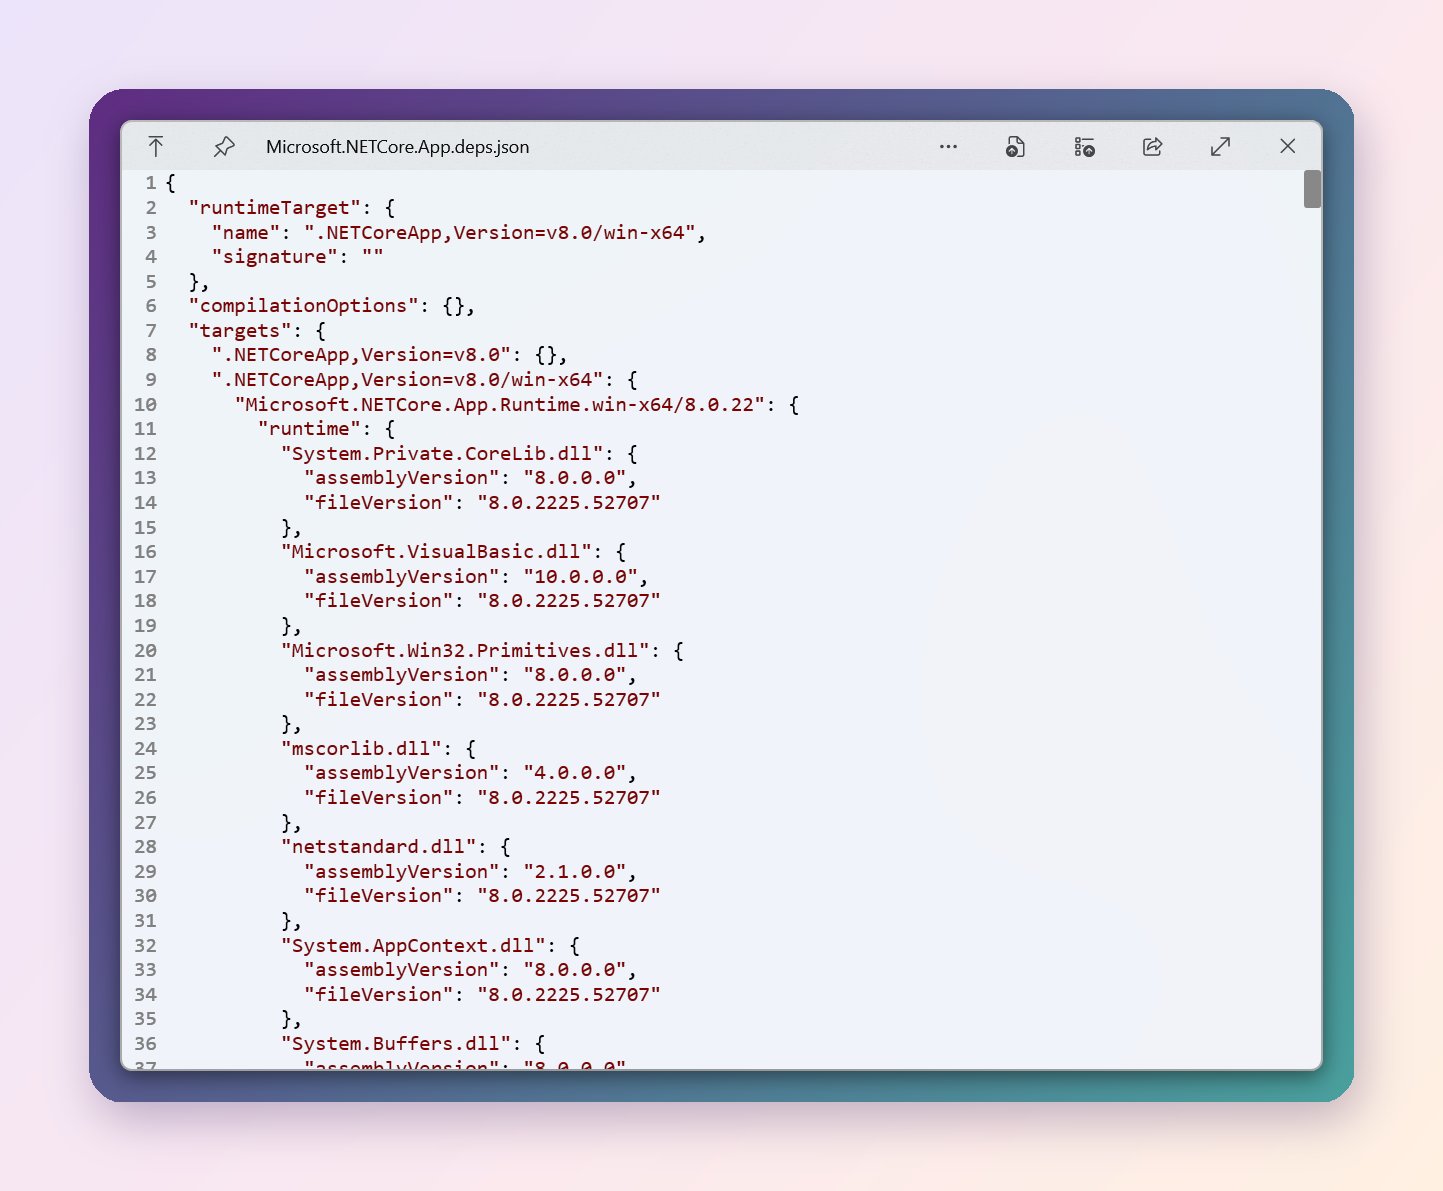 Microsoft.NETCore.App.deps.json
1 {
2   "runtimeTarget": {
3     "name": ".NETCoreApp,Version=v8.0/win-x64",
4     "signature": ""
5   },
6   "compilationOptions": {},
7   "targets": {
8     ".NETCoreApp,Version=v8.0": {},
9     ".NETCoreApp,Version=v8.0/win-x64": {
10       "Microsoft.NETCore.App.Runtime.win-x64/8.0.22": {
11         "runtime": {
12           "System.Private.CoreLib.dll": {
13             "assemblyVersion": "8.0.0.0",
14             "fileVersion": "8.0.2225.52707"
15           },
16           "Microsoft.VisualBasic.dll": {
17             "assemblyVersion": "10.0.0.0",
18             "fileVersion": "8.0.2225.52707"
19           },
20           "Microsoft.Win32.Primitives.dll": {
21             "assemblyVersion": "8.0.0.0",
22             "fileVersion": "8.0.2225.52707"
23           },
24           "mscorlib.dll": {
25             "assemblyVersion": "4.0.0.0",
26             "fileVersion": "8.0.2225.52707"
27           },
28           "netstandard.dll": {
29             "assemblyVersion": "2.1.0.0",
30             "fileVersion": "8.0.2225.52707"
31           },
32           "System.AppContext.dll": {
33             "assemblyVersion": "8.0.0.0",
34             "fileVersion": "8.0.2225.52707"
35           },
36           "System.Buffers.dll": {
37             "assemblyVersion": "8.0.0.0"